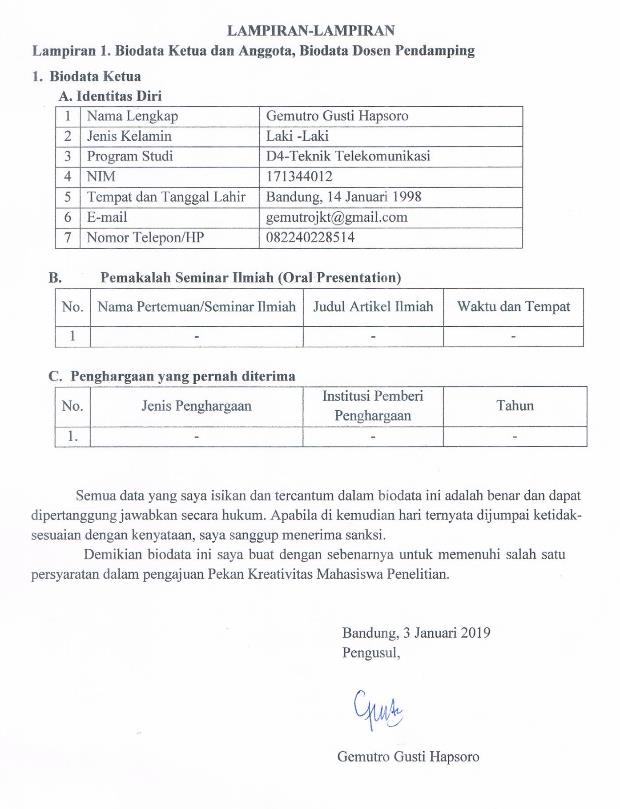 LAMPIRAN-LAMPIRAN
Lampiran 1. Biodata Ketua dan Anggota, Biodata Dosen Pendamping
1. Biodata Ketua
A. Identitas Diri
1 Nama Lengkap Gemutro Gusti Hapsoro
2 Jenis Kelamin Laki -Laki
3 Program Studi D4-Teknik Telekomunikasi
4 NIM 171344012
5 Tempat dan Tanggal Lahir Bandung, 14 Januari 1998
6 E-mail gemutrojkt@gmail.com
7 Nomor Telepon/HP 082240228514
B. Pemakalah Seminar Ilmiah (Oral Presentation)
No. Nama Pertemuan/Seminar Ilmiah Judul Artikel Ilmiah Waktu dan Tempat
1 - - -
C. Penghargaan yang pernah diterima
No. Jenis Penghargaan Institusi Pemberi Penghargaan Tahun
1. - - -
Semua data yang saya isikan dan tercantum dalam biodata ini adalah benar dan dapat
dipertanggung jawabkan secara hukum. Apabila di kemudian hari ternyata dijumpai ketidak-
sesuaian dengan kenyataan, saya sanggup menerima sanksi.
Demikian biodata ini saya buat dengan sebenarnya untuk memenuhi salah satu
persyaratan dalam pengajuan Pekan Kreativitas Mahasiswa Penelitian.
Bandung, 3 Januari 2019
Pengusul,
Gemutro Gusti Hapsoro